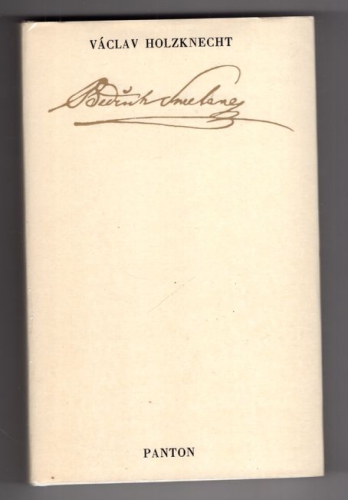 VÁCLAV HOLZKNECHT
Bedřich Smetana
PANTON